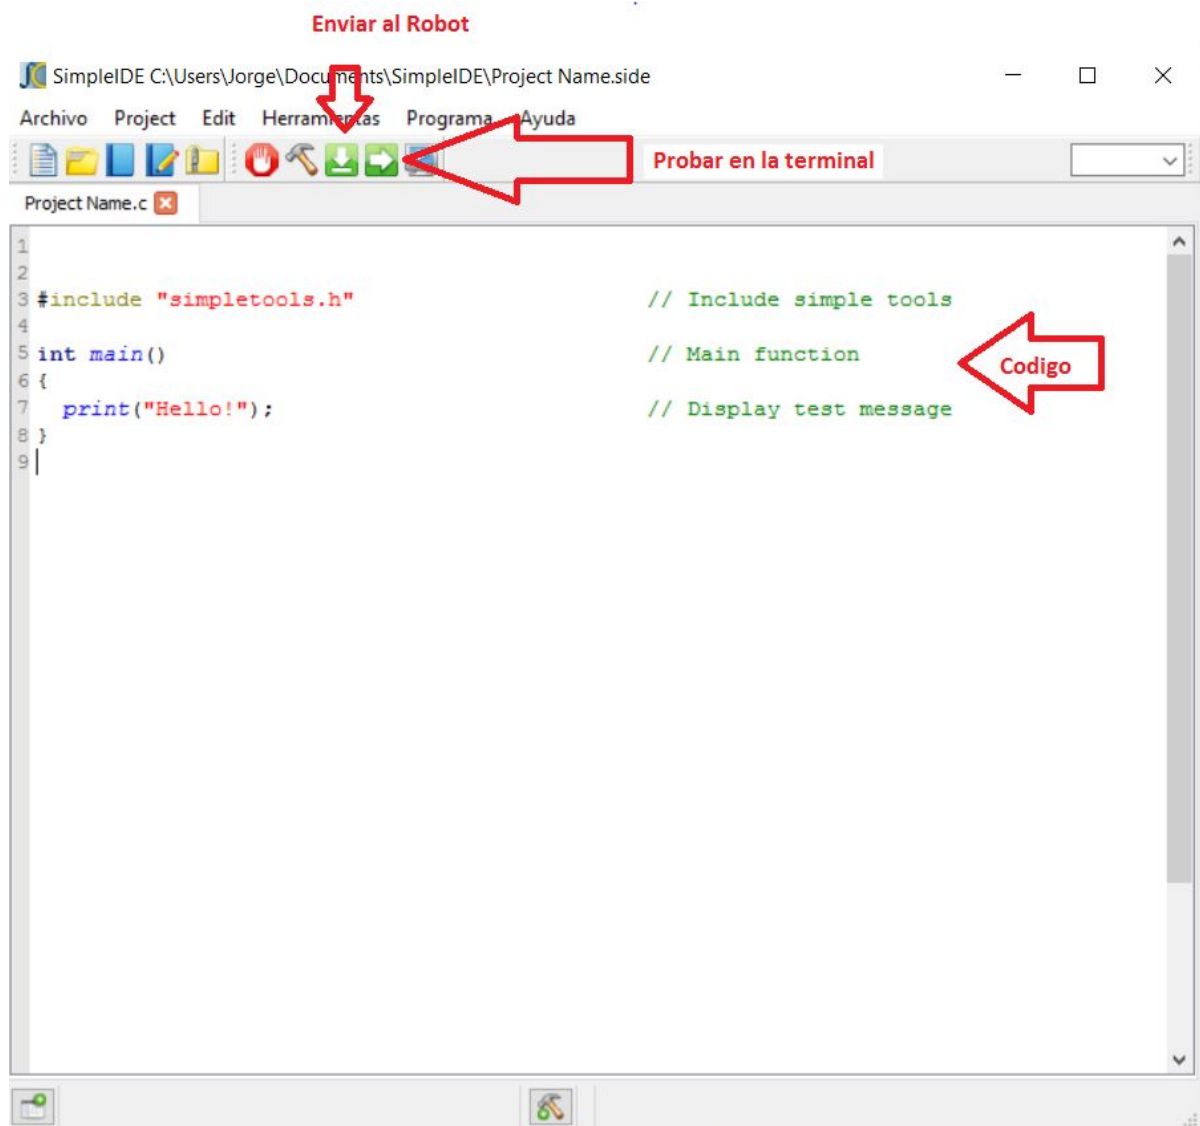 Enviar al Robot
SimpleIDE C:\Users\Jorge\Documents\SimpleIDE\Project Name.side
Archivo Project Edit Herramientas Programa Ayuda
Probar en la terminal
Project Name.c
1
2
3 #include "simpletools.h" // Include simple tools
4
5 int main() // Main function
Codigo
6 {
7 print("Hello!"); // Display test message
8 }
9